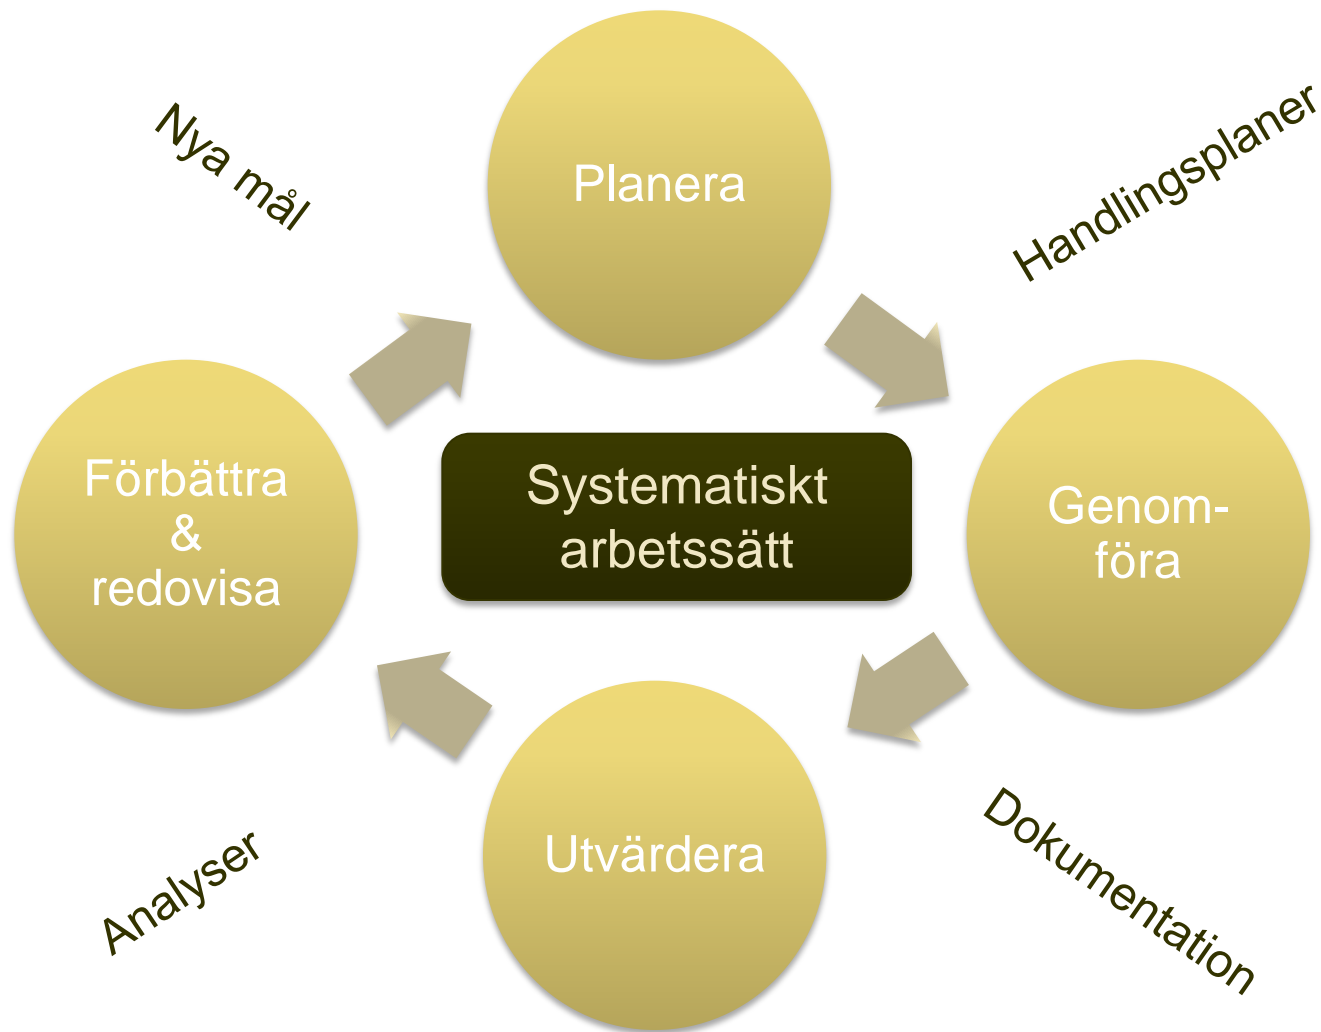 Nya mål
Planera
Handlingsplaner
Förbättra
&
redovisa
Systematiskt
arbetssätt
Genom-
föra
Analyser
Utvärdera
Dokumentation